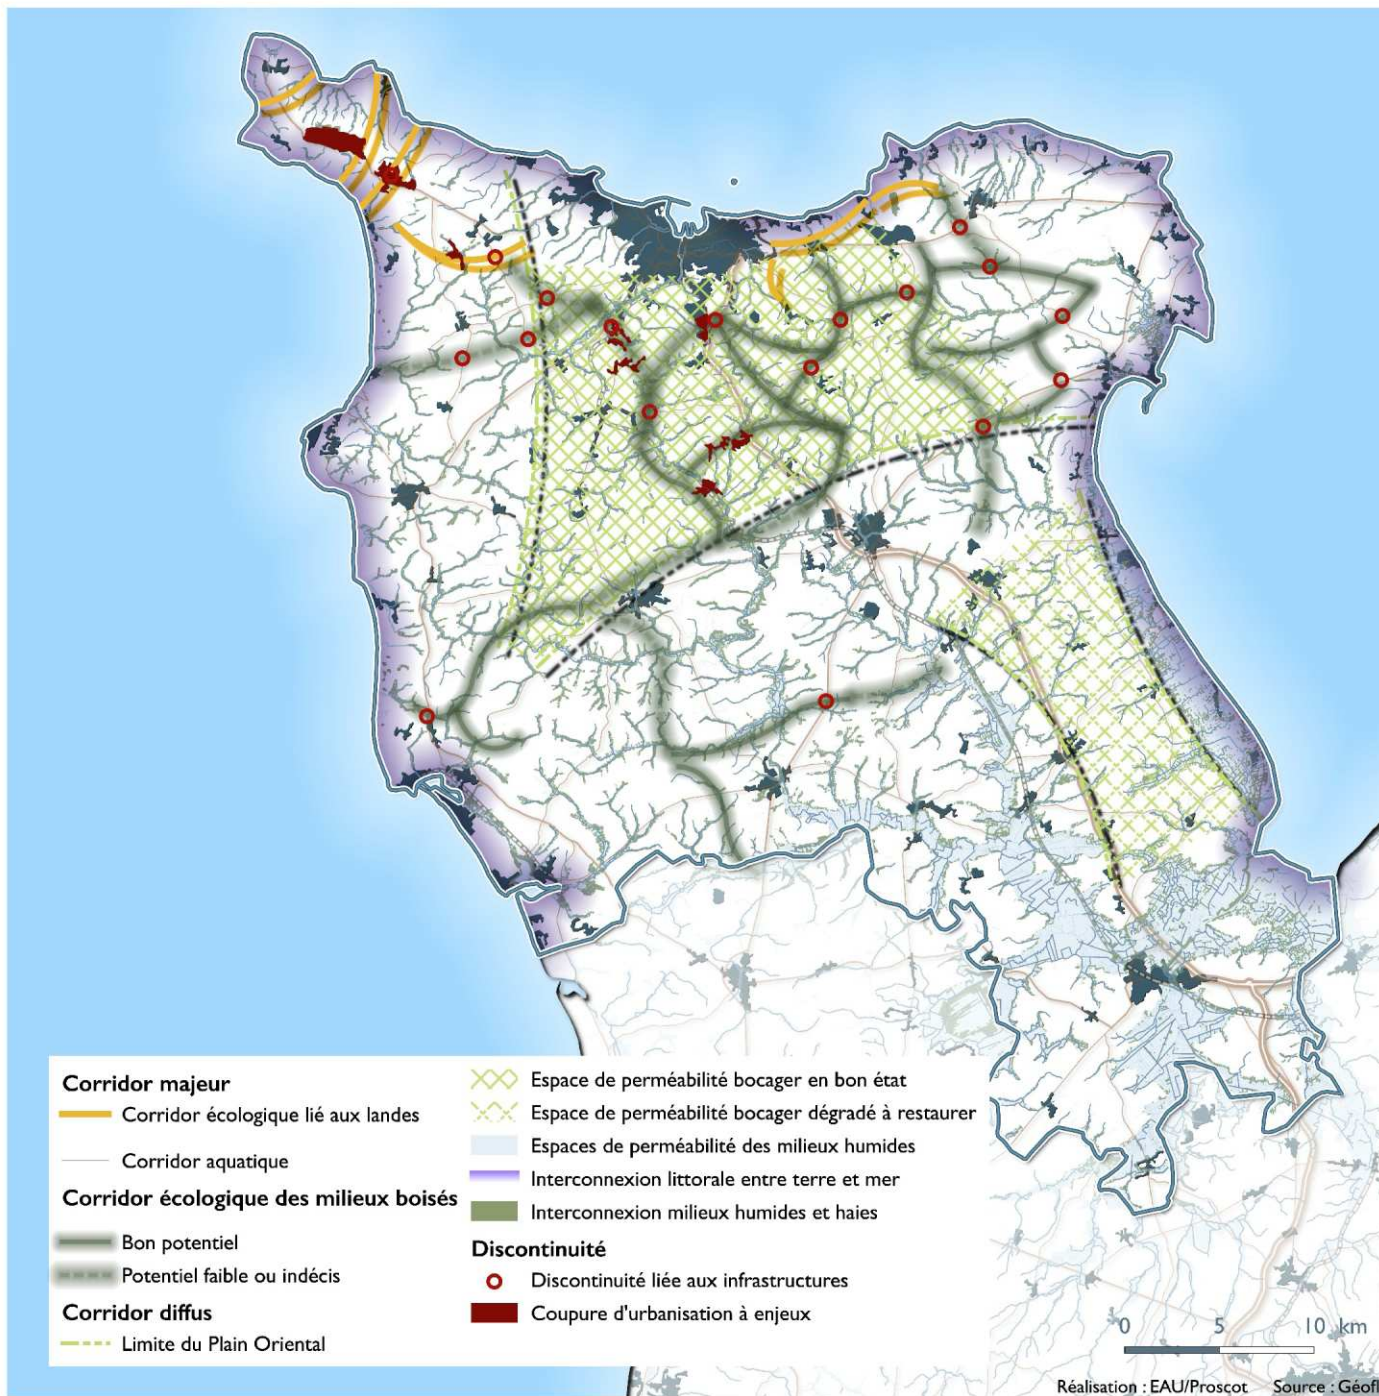 Corridor majeur
Corridor écologique lié aux landes
Corridor aquatique
Corridor écologique des milieux boisés
Bon potentiel
Potentiel faible ou indécis
Corridor diffus
Limite du Plain Oriental
Espace de perméabilité bocager en bon état
Espace de perméabilité bocager dégradé à restaurer
Espaces de perméabilité des milieux humides
Interconnexion littorale entre terre et mer
Interconnexion milieux humides et haies
Discontinuité
Discontinuité liée aux infrastructures
Coupure d'urbanisation à enjeux
0 5 10 km
Réalisation : EAU/Proscot Source : Géofl